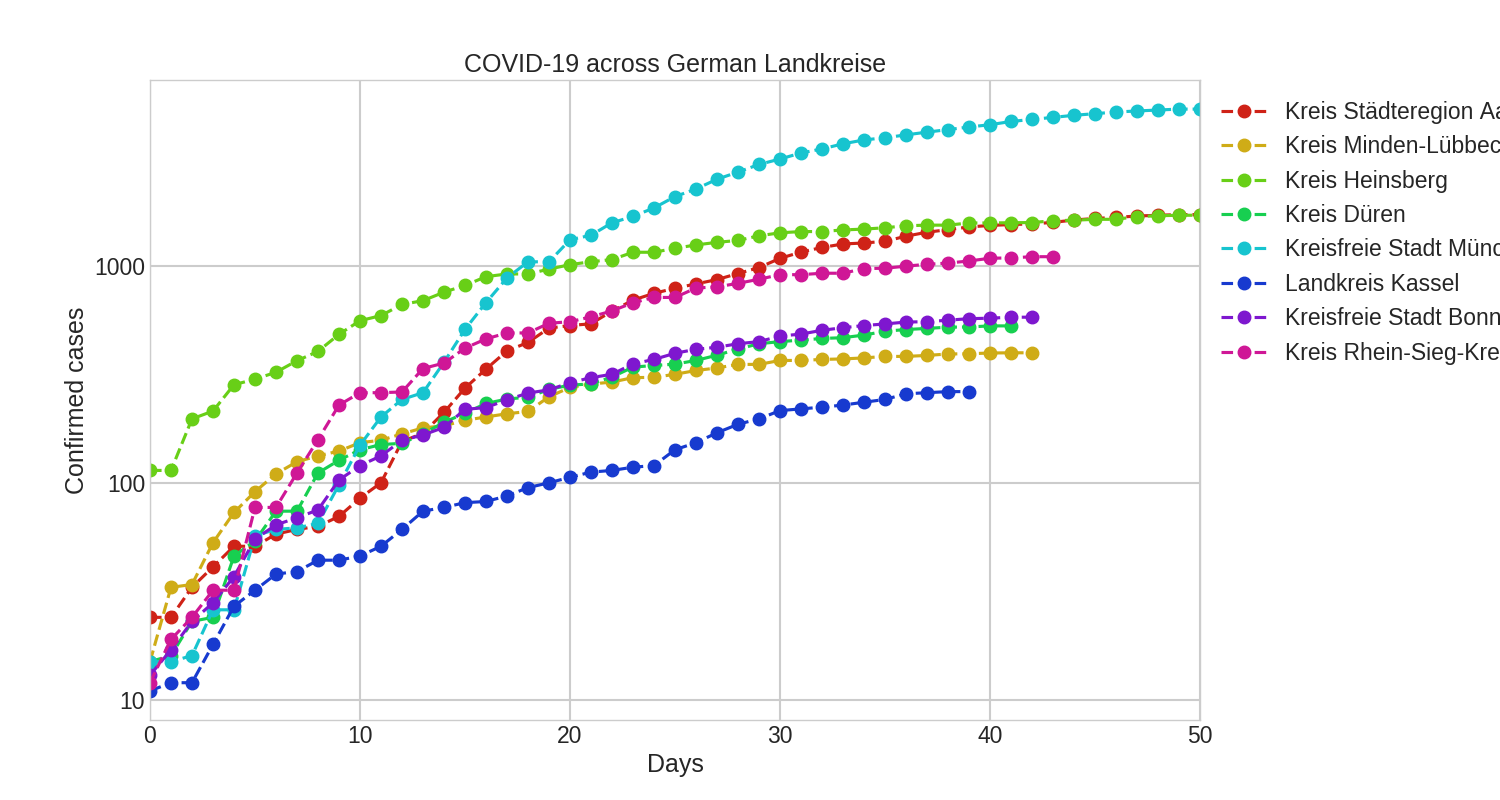 COVID-19 across German Landkreise
Confirmed cases
1000
100
10
0 10 20 30 40 50
Days
Kreis Städteregion Aa
Kreis Minden-Lübbec
Kreis Heinsberg
Kreis Düren
Kreisfreie Stadt Münc
Landkreis Kassel
Kreisfreie Stadt Bonn
Kreis Rhein-Sieg-Kre